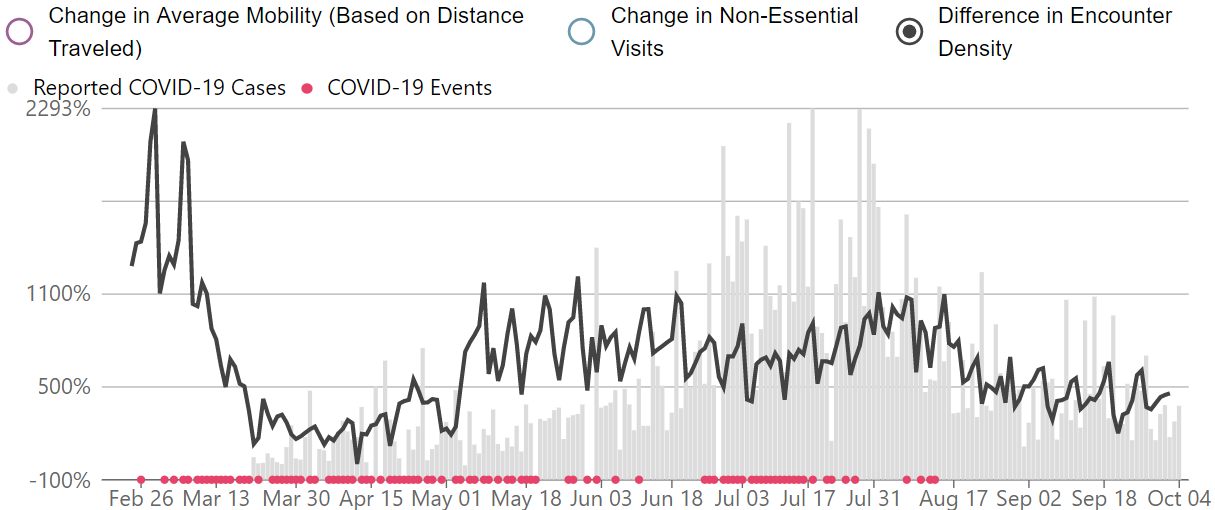 Change in Average Mobility (Based on Distance Traveled)
Change in Non-Essential Visits
Difference in Encounter Density
Reported COVID-19 Cases
COVID-19 Events
2293%
1100%
500%
-100%
Feb 26 Mar 13 Mar 30 Apr 15 May 01 May 18 Jun 03 Jun 18 Jul 03 Jul 17 Jul 31 Aug 17 Sep 02 Sep 18 Oct 04